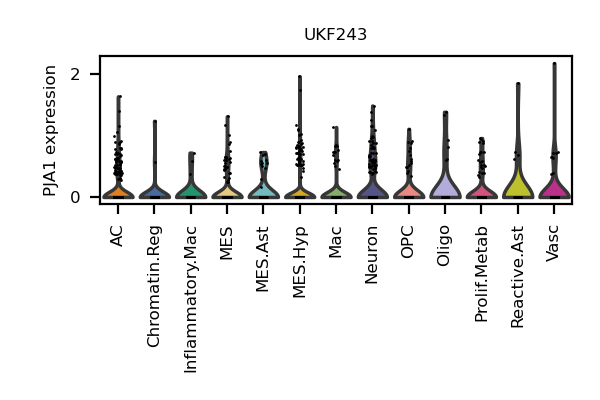 UKF243
PJA1 expression
2
0
AC
Chromatin.Reg
Inflammatory.Mac
MES
MES.Ast
MES.Hyp
Mac
Neuron
OPC
Oligo
Prolif.Metab
Reactive.Ast
Vasc